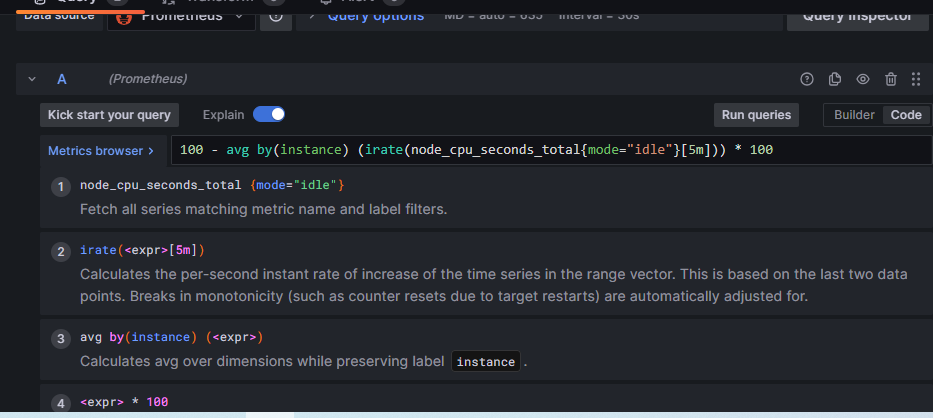 Query
Transform
Alert
Data source
Prometheus
Query options
MD = auto = 635
Interval = 30s
Query inspector
A
(Prometheus)
Kick start your query
Explain
Run queries
Builder
Code
Metrics browser >
100 - avg by(instance) (irate(node_cpu_seconds_total{mode="idle"}[5m])) * 100
1
node_cpu_seconds_total {mode="idle"}
Fetch all series matching metric name and label filters.
2
irate(<expr>[5m])
Calculates the per-second instant rate of increase of the time series in the range vector. This is based on the last two data
points. Breaks in monotonicity (such as counter resets due to target restarts) are automatically adjusted for.
3
avg by(instance) (<expr>)
Calculates avg over dimensions while preserving label instance .
4
<expr> * 100